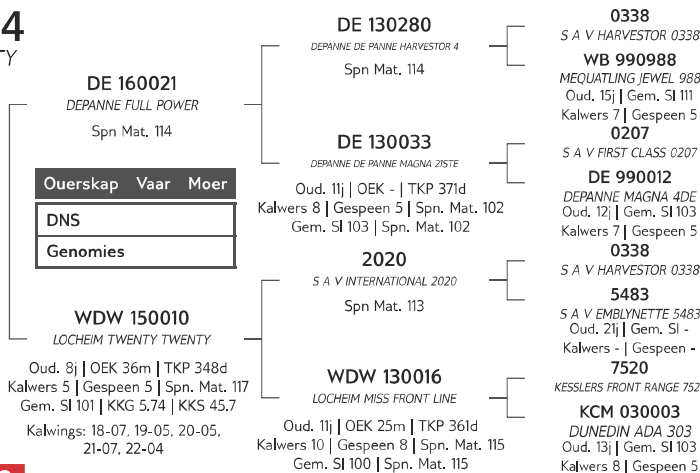 4
TY
DE 160021
DEPANNE FULL POWER
Spn Mat. 114
Ouerskap Vaar Moer
DNS
Genomies
WDW 150010
LOCHEIM TWENTY TWENTY
Oud. 8j | OEK 36m | TKP 348d
Kalwers 5 | Gespeen 5 | Spn. Mat. 117
Gem. SI 101 | KKG 5.74 | KKS 45.7
Kalwings: 18-07, 19-05, 20-05,
21-07, 22-04
DE 130280
DEPANNE DE PANNE HARVESTOR 4
Spn Mat. 114
DE 130033
DEPANNE DE PANNE MAGNA 21STE
Oud. 11j | OEK - | TKP 371d
Kalwers 8 | Gespeen 5 | Spn. Mat. 102
Gem. SI 103 | Spn. Mat. 102
2020
S A V INTERNATIONAL 2020
Spn Mat. 113
WDW 130016
LOCHEIM MISS FRONT LINE
Oud. 11j | OEK 25m | TKP 361d
Kalwers 10 | Gespeen 8 | Spn. Mat. 115
Gem. SI 100 | Spn. Mat. 115
0338
S A V HARVESTOR 0338
WB 990988
MEQUATLING JEWEL 988
Oud. 15j | Gem. SI 111
Kalwers 7 | Gespeen 5
0207
S A V FIRST CLASS 0207
DE 990012
DEPANNE MAGNA 4DE
Oud. 12j | Gem. SI 103
Kalwers 7 | Gespeen 5
0338
S A V HARVESTOR 0338
5483
S A V EMBLYNETTE 5483
Oud. 21j | Gem. SI -
Kalwers - | Gespeen -
7520
KESSLERS FRONT RANGE 752
KCM 030003
DUNEDIN ADA 303
Oud. 13j | Gem. SI 103
Kalwers 8 | Gespeen 5